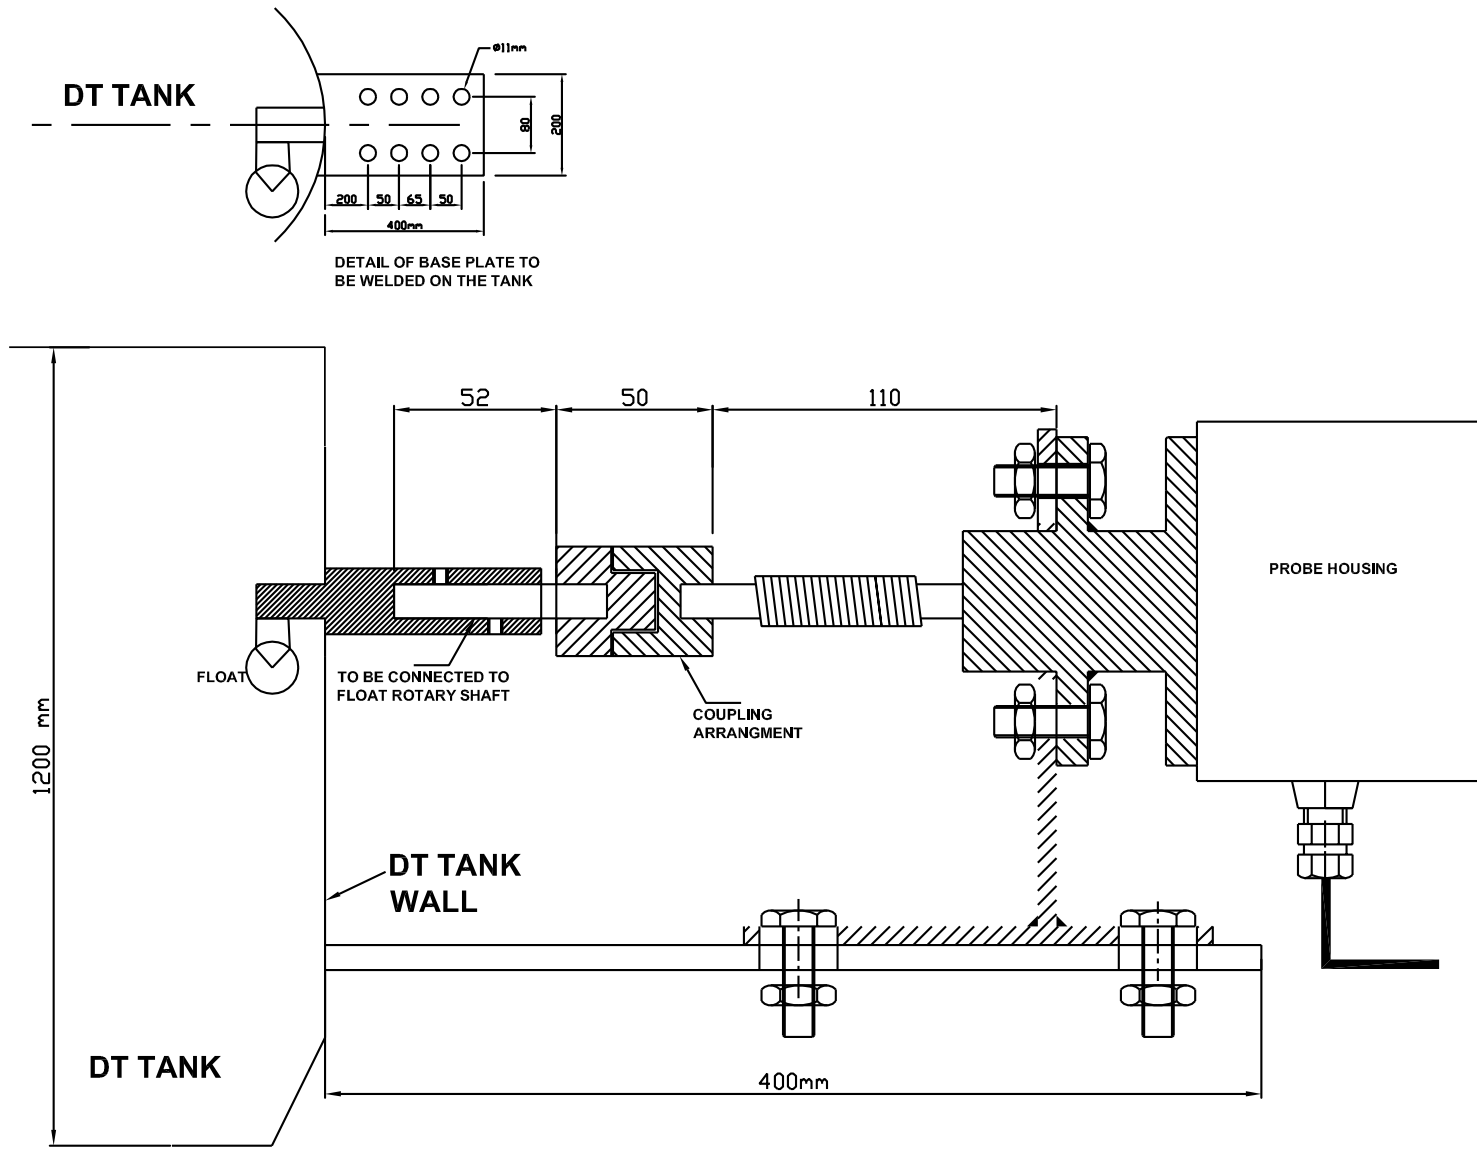 ø11mm
DT TANK
80
200
200 50 65 50
400mm
DETAIL OF BASE PLATE TO
BE WELDED ON THE TANK
52 50 110
PROBE HOUSING
FLOAT
TO BE CONNECTED TO
FLOAT ROTARY SHAFT
COUPLING
ARRANGMENT
1200 mm
DT TANK
WALL
DT TANK
400mm